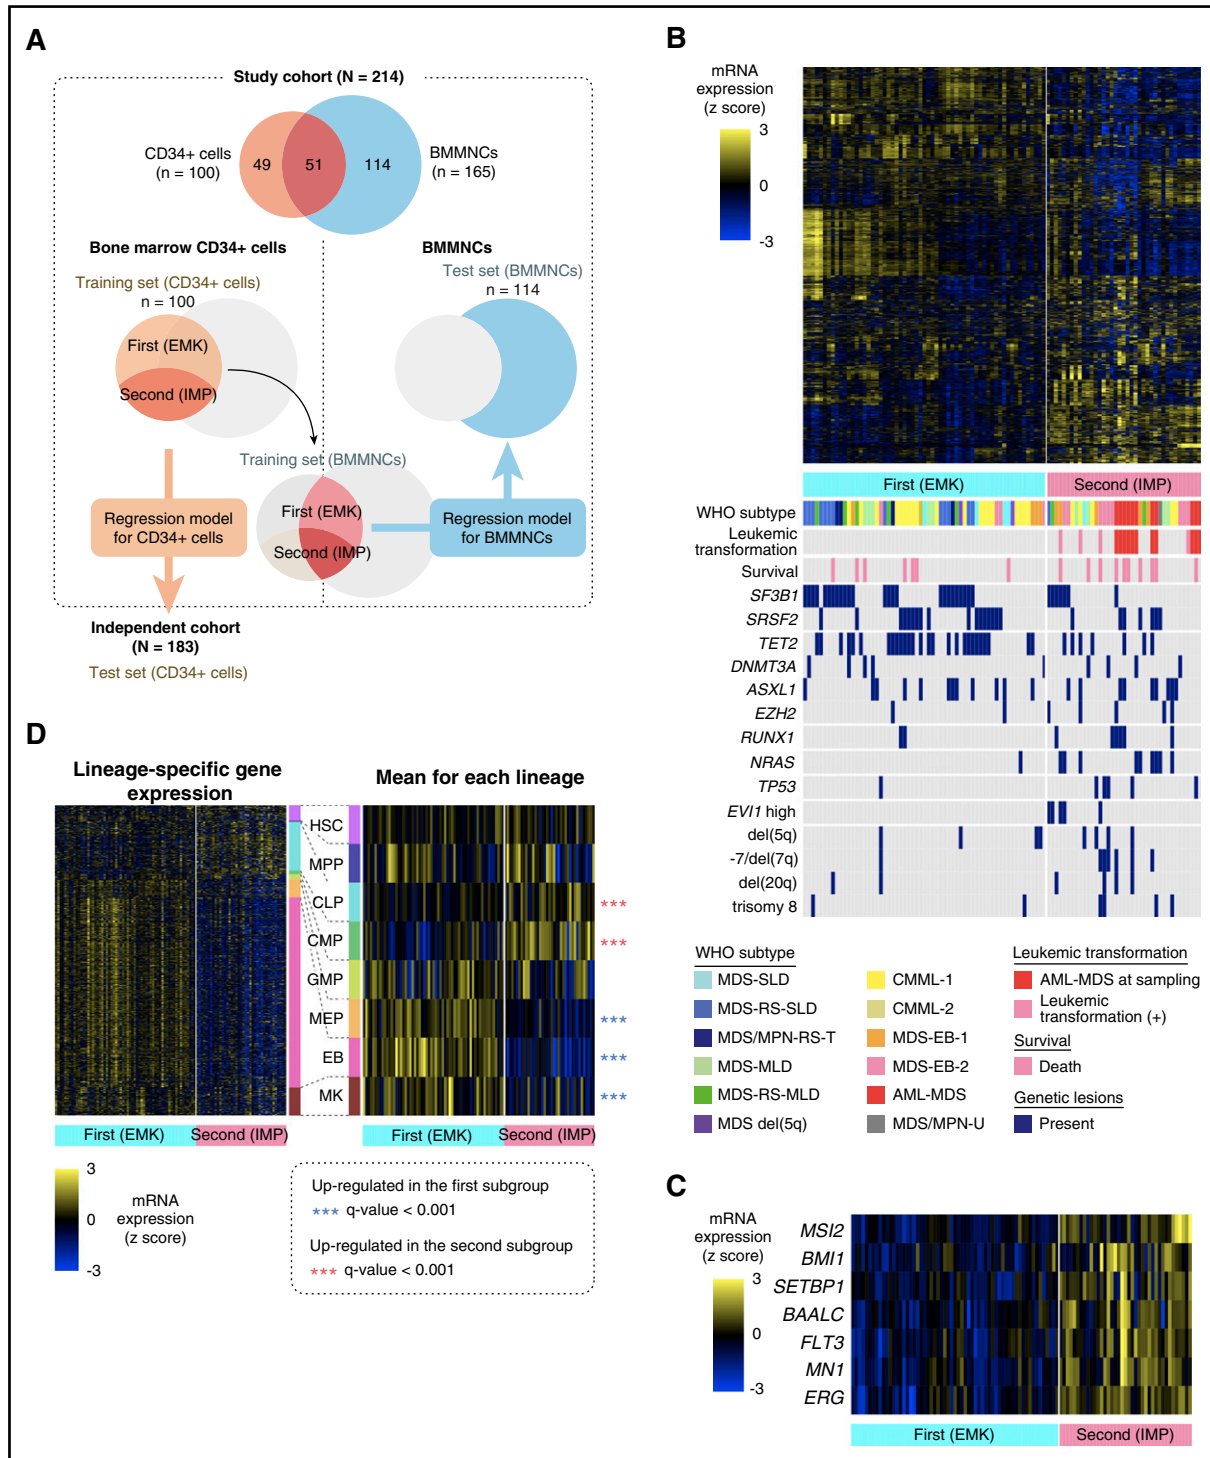 A
Study cohort (N = 214)
CD34+ cells
(n = 100)
49
51
114
BMMNCs
(n = 165)
Bone marrow CD34+ cells
BMMNCs
Training set (CD34+ cells)
n = 100
Test set (BMMNCs)
n = 114
First (EMK)
Second (IMP)
Training set (BMMNCs)
First (EMK)
Second (IMP)
Regression model
for CD34+ cells
Regression model
for BMMNCs
Independent cohort
(N = 183)
Test set (CD34+ cells)
B
mRNA
expression
(z score)
3
0
-3
First (EMK)
Second (IMP)
WHO subtype
Leukemic
transformation
Survival
SF3B1
SRSF2
TET2
DNMT3A
ASXL1
EZH2
RUNX1
NRAS
TP53
EVI1 high
del(5q)
-7/del(7q)
del(20q)
trisomy 8
WHO subtype
MDS-SLD
MDS-RS-SLD
MDS/MPN-RS-T
MDS-MLD
MDS-RS-MLD
MDS del(5q)
CMML-1
CMML-2
MDS-EB-1
MDS-EB-2
AML-MDS
MDS/MPN-U
Leukemic transformation
AML-MDS at sampling
Leukemic
transformation (+)
Survival
Death
Genetic lesions
Present
D
Lineage-specific gene
expression
Mean for each lineage
HSC
MPP
CLP
***
CMP
***
GMP
MEP
***
EB
***
MK
***
First (EMK)
Second (IMP)
First (EMK)
Second (IMP)
3
0
-3
mRNA
expression
(z score)
Up-regulated in the first subgroup
*** q-value < 0.001
Up-regulated in the second subgroup
*** q-value < 0.001
C
mRNA
expression
(z score)
3
0
-3
MSI2
BMI1
SETBP1
BAALC
FLT3
MN1
ERG
First (EMK)
Second (IMP)